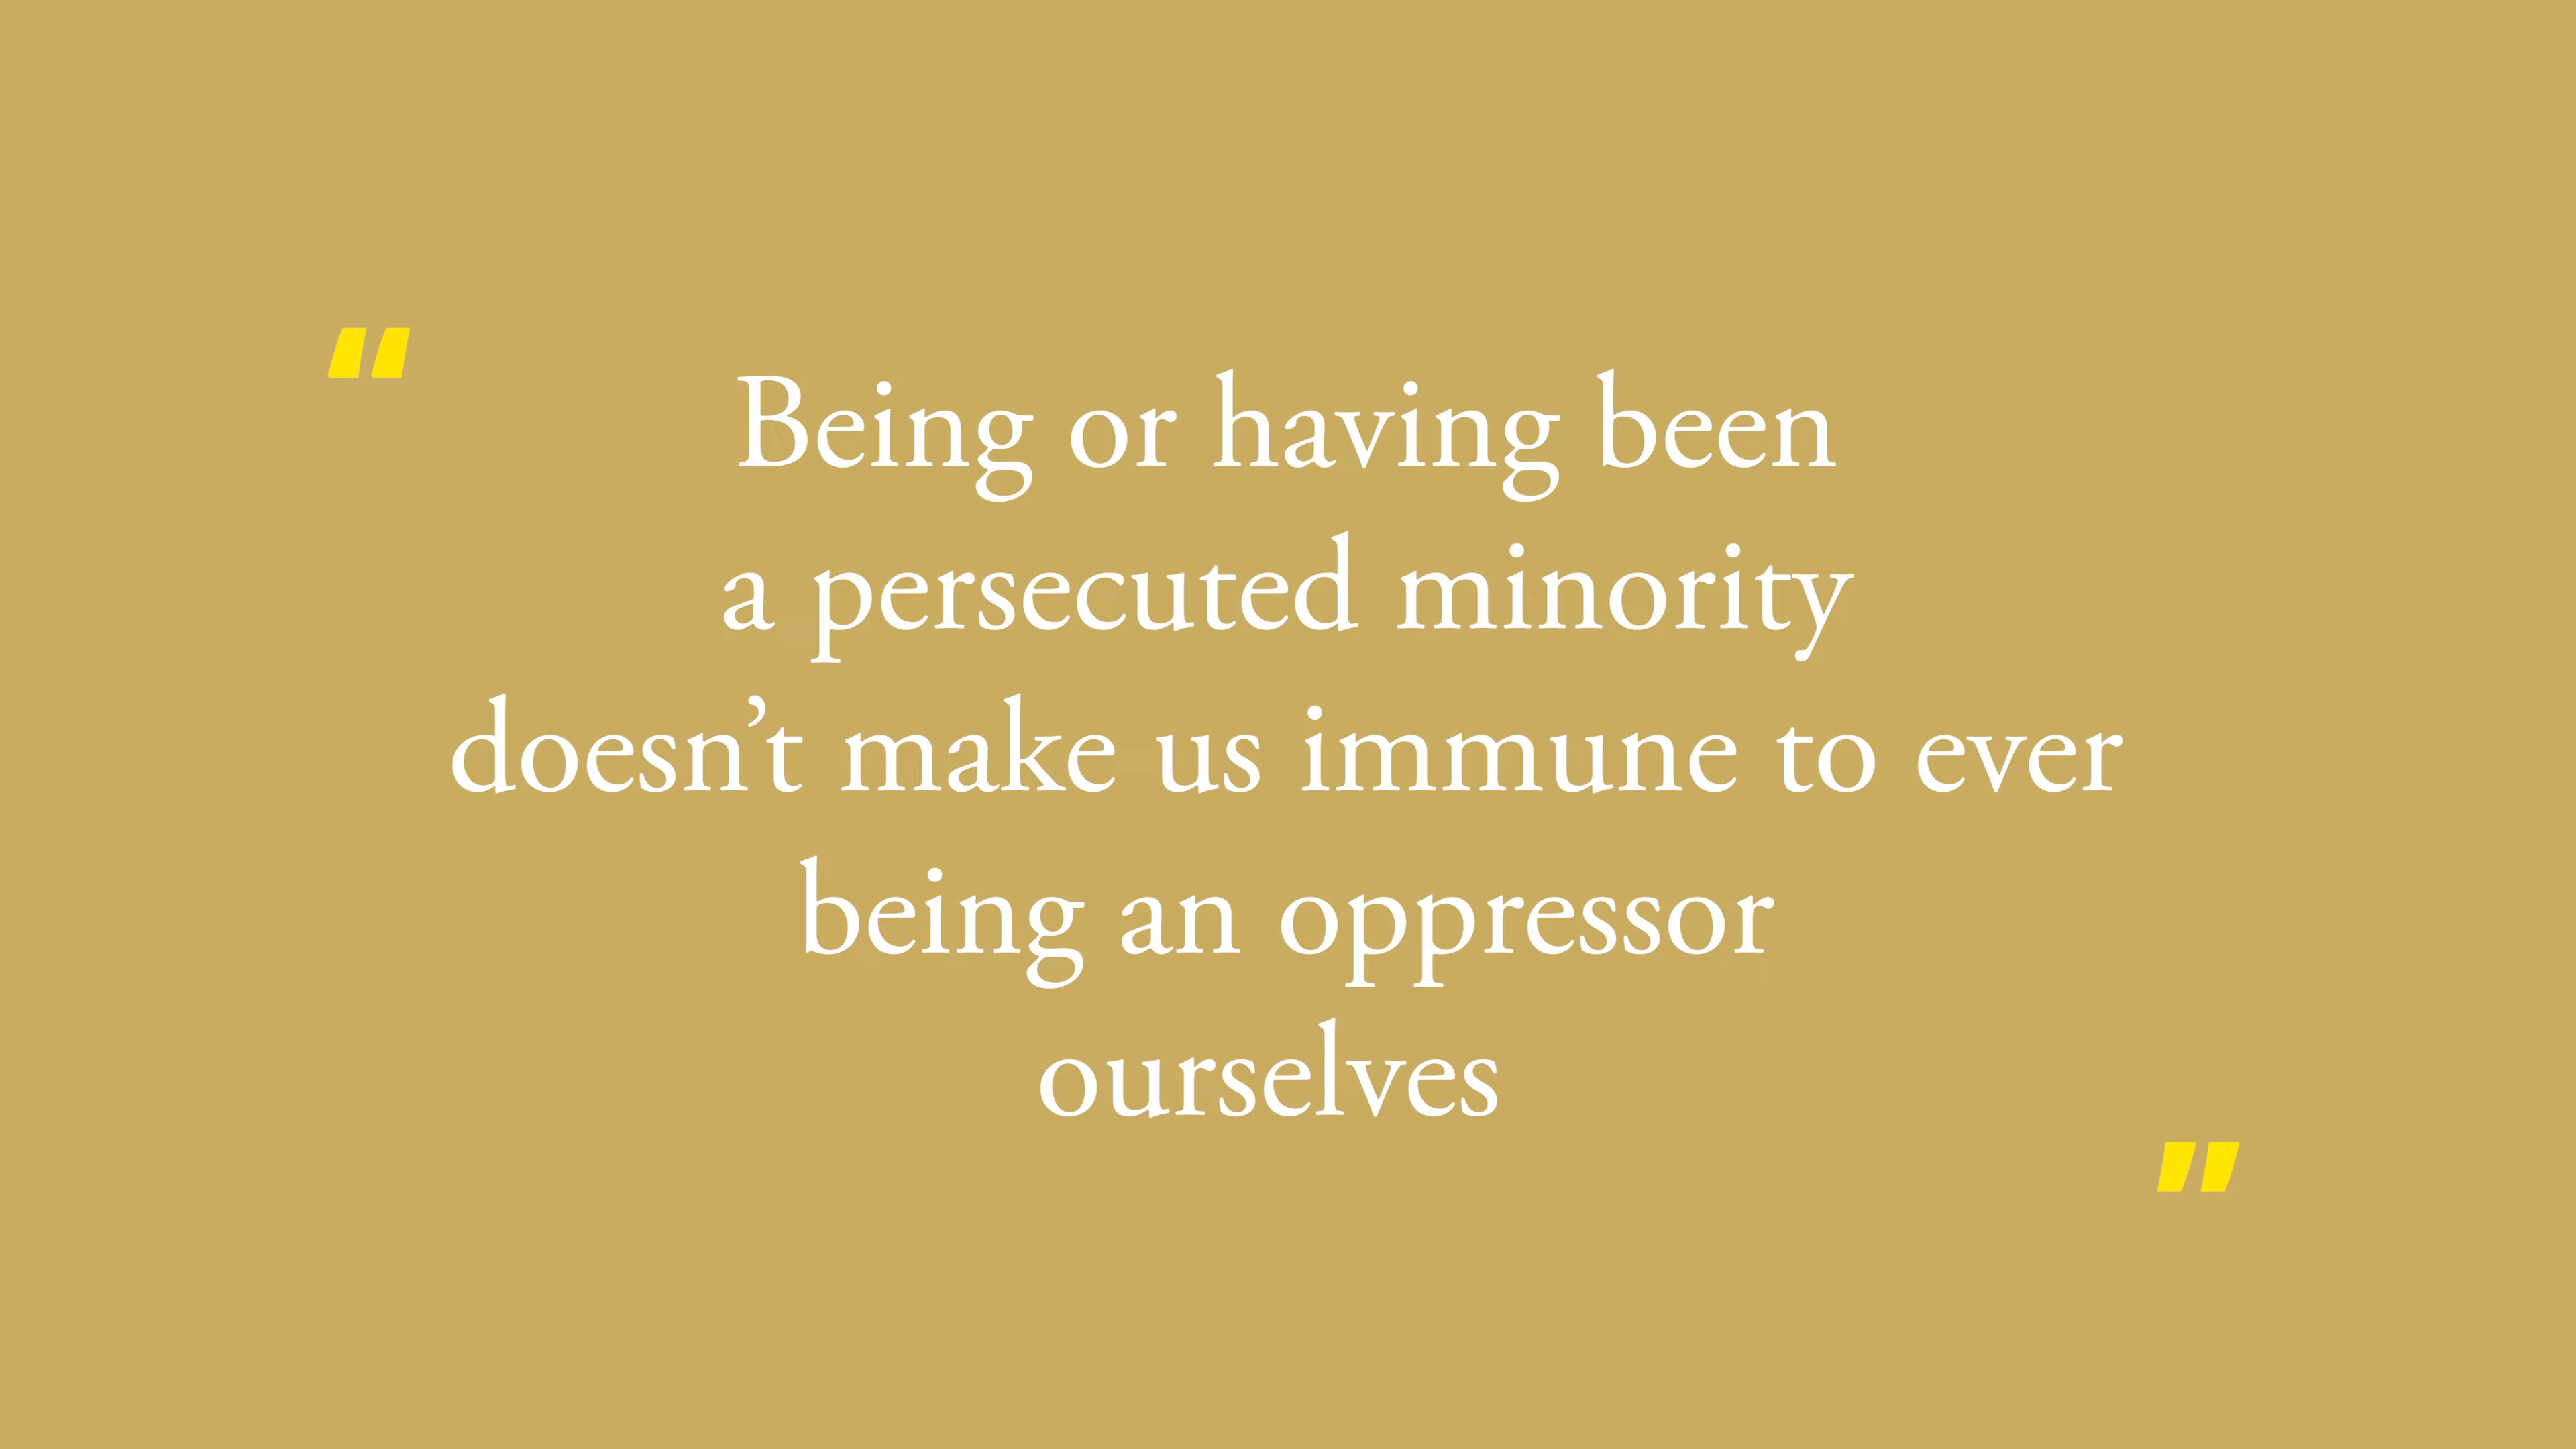 “
Being or having been
a persecuted minority
doesn’t make us immune to ever
being an oppressor
ourselves
”